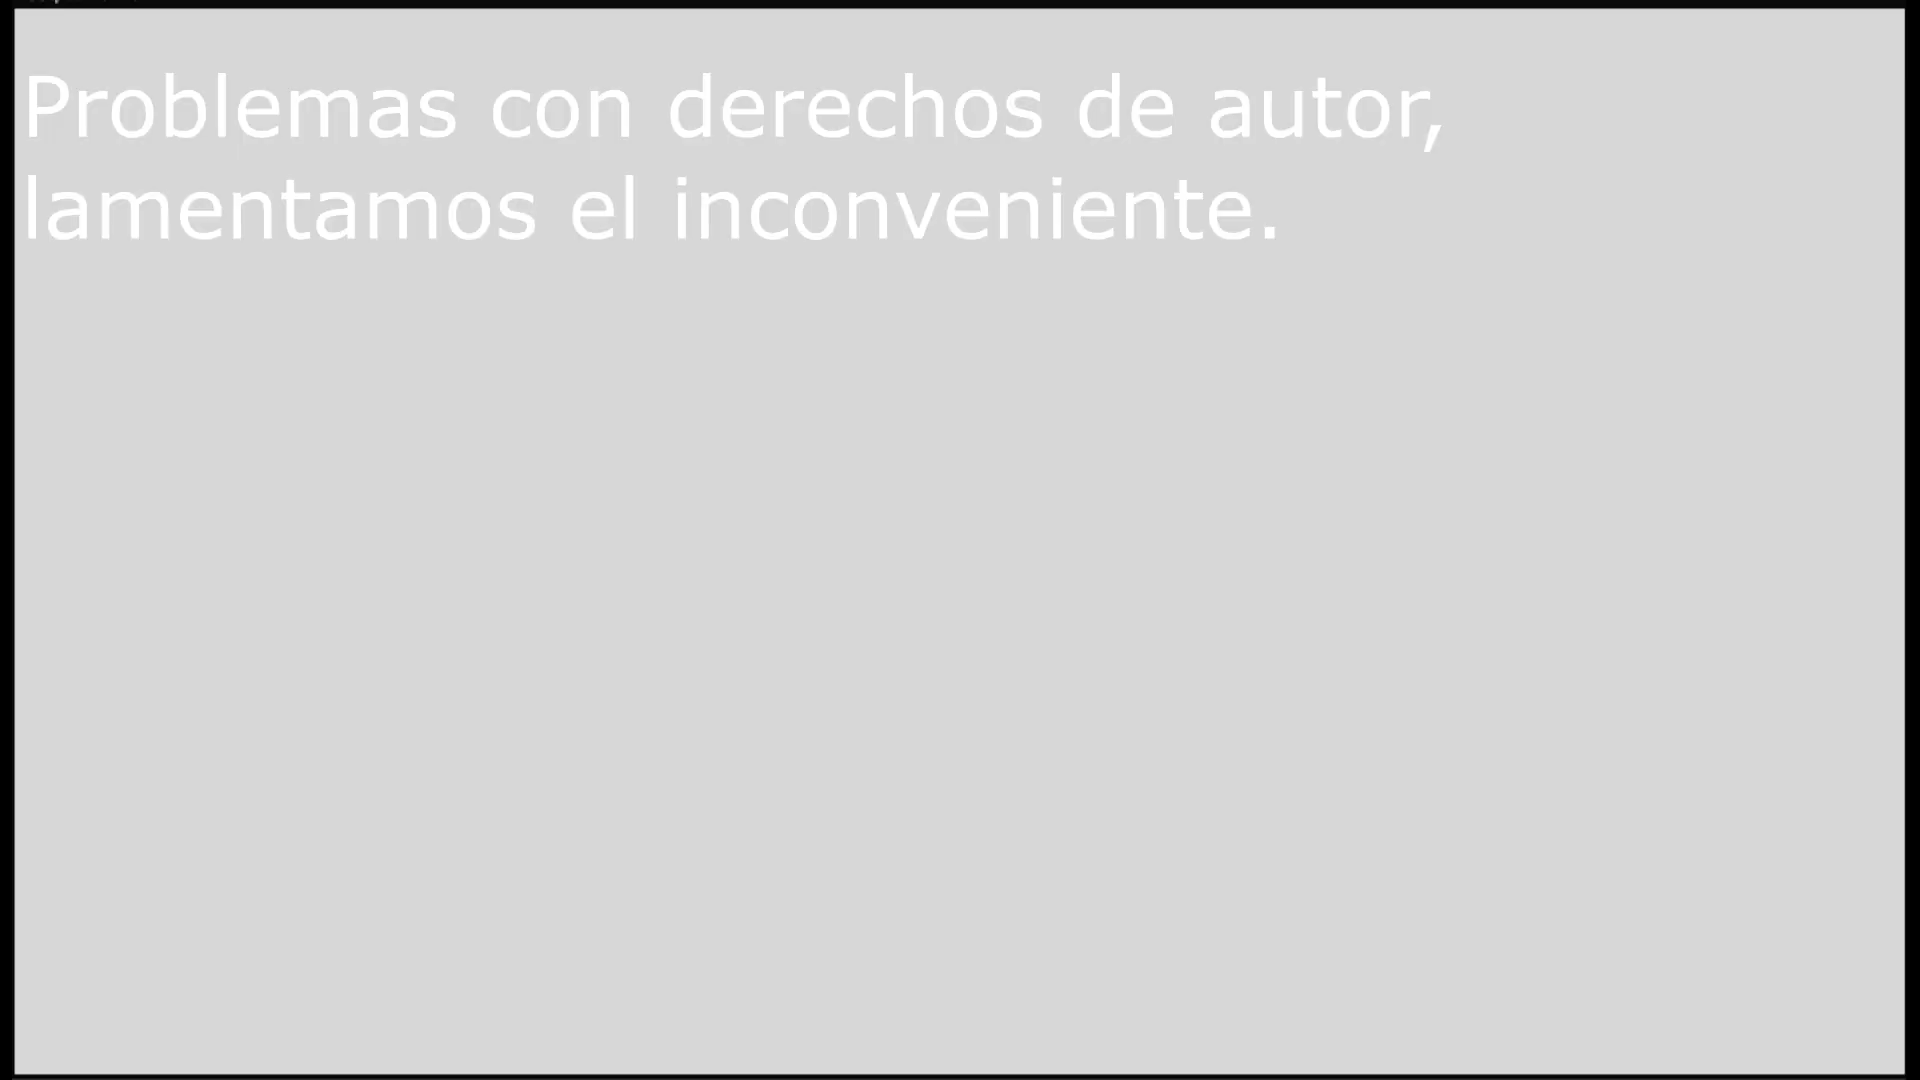 Problemas con derechos de autor,
lamentamos el inconveniente.